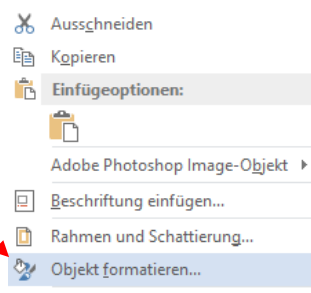 Ausschneiden
Kopieren
Einfügeoptionen:
Adobe Photoshop Image-Objekt
Beschriftung einfügen...
Rahmen und Schattierung...
Objekt formatieren...